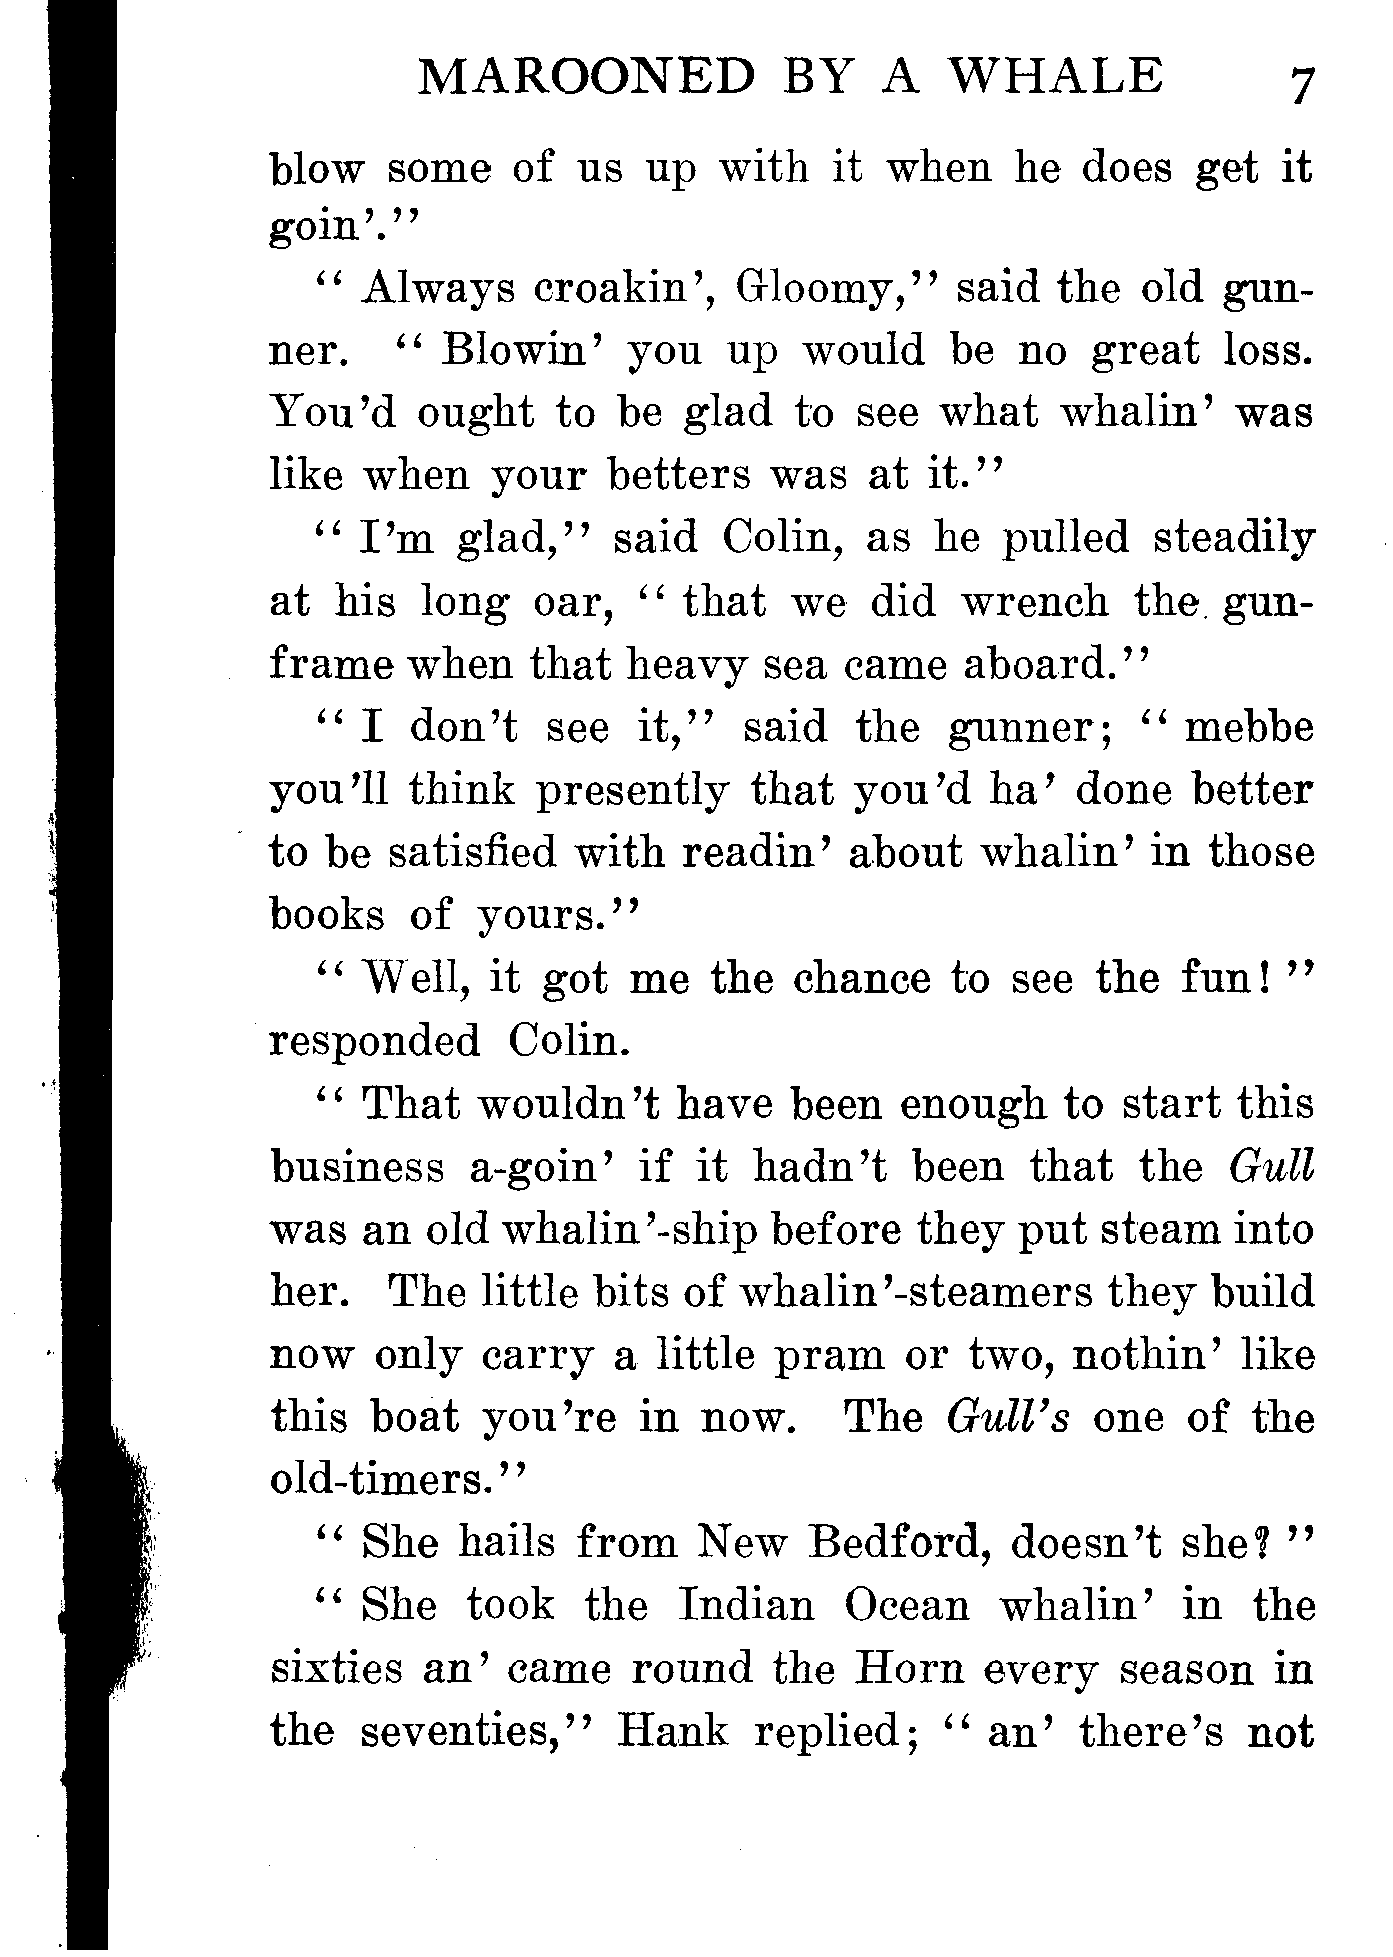 MAROONED BY A WHALE 7
blow some of us up with it when he does get it
goin'."
" Always croakin', Gloomy," said the old gun-
ner. " Blowin' you up would be no great loss.
You'd ought to be glad to see what whalin' was
like when your betters was at it."
" I'm glad," said Colin, as he pulled steadily
at his long oar, " that we did wrench the gun-
frame when that heavy sea came aboard."
" I don't see it," said the gunner; " mebbe
you'll think presently that you'd ha' done better
to be satisfied with readin' about whalin' in those
books of yours."
" Well, it got me the chance to see the fun! "
responded Colin.
" That wouldn't have been enough to start this
business a-goin' if it hadn't been that the Gull
was an old whalin'-ship before they put steam into
her. The little bits of whalin'-steamers they build
now only carry a little pram or two, nothin' like
this boat you're in now. The Gull's one of the
old-timers."
" She hails from New Bedford, doesn't she? "
" She took the Indian Ocean whalin' in the
sixties an' came round the Horn every season in
the seventies," Hank replied; " an' there's not